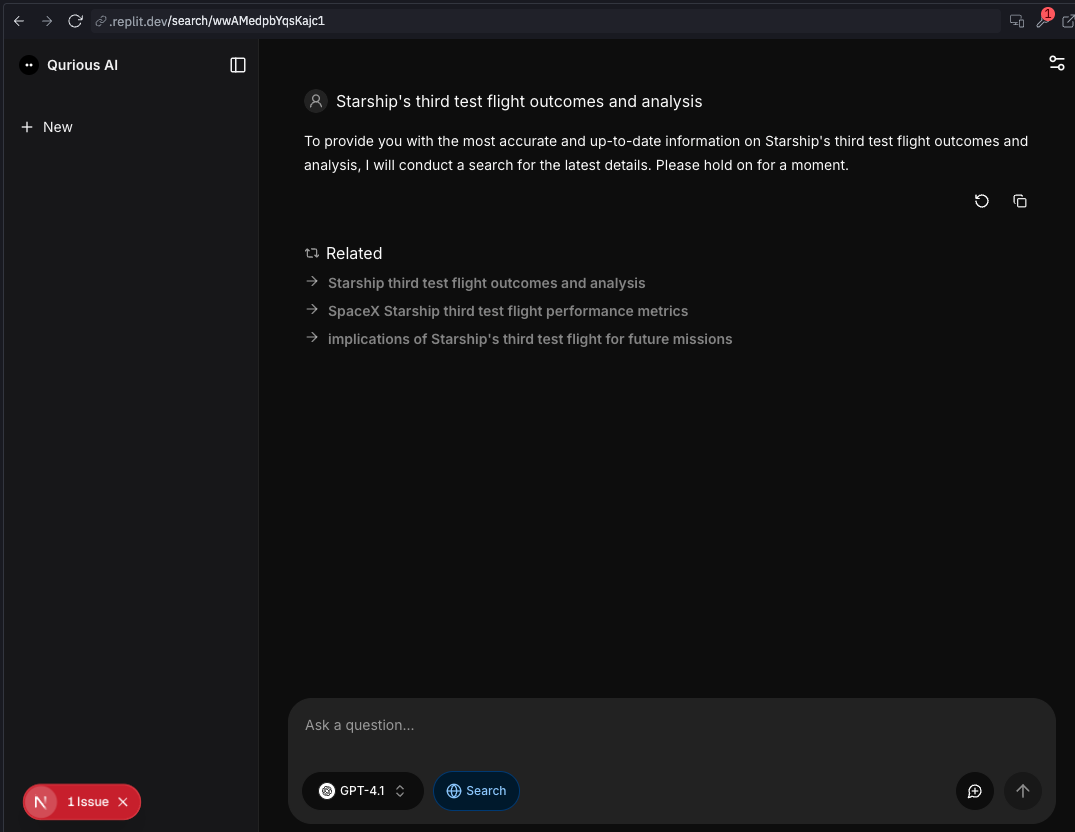 .replit.dev/search/wwAMedpbYqsKajc1
1
Qurious AI
New
Starship's third test flight outcomes and analysis
To provide you with the most accurate and up-to-date information on Starship's third test flight outcomes and
analysis, I will conduct a search for the latest details. Please hold on for a moment.
Related
Starship third test flight outcomes and analysis
SpaceX Starship third test flight performance metrics
implications of Starship's third test flight for future missions
Ask a question...
GPT-4.1
Search
N
1 Issue